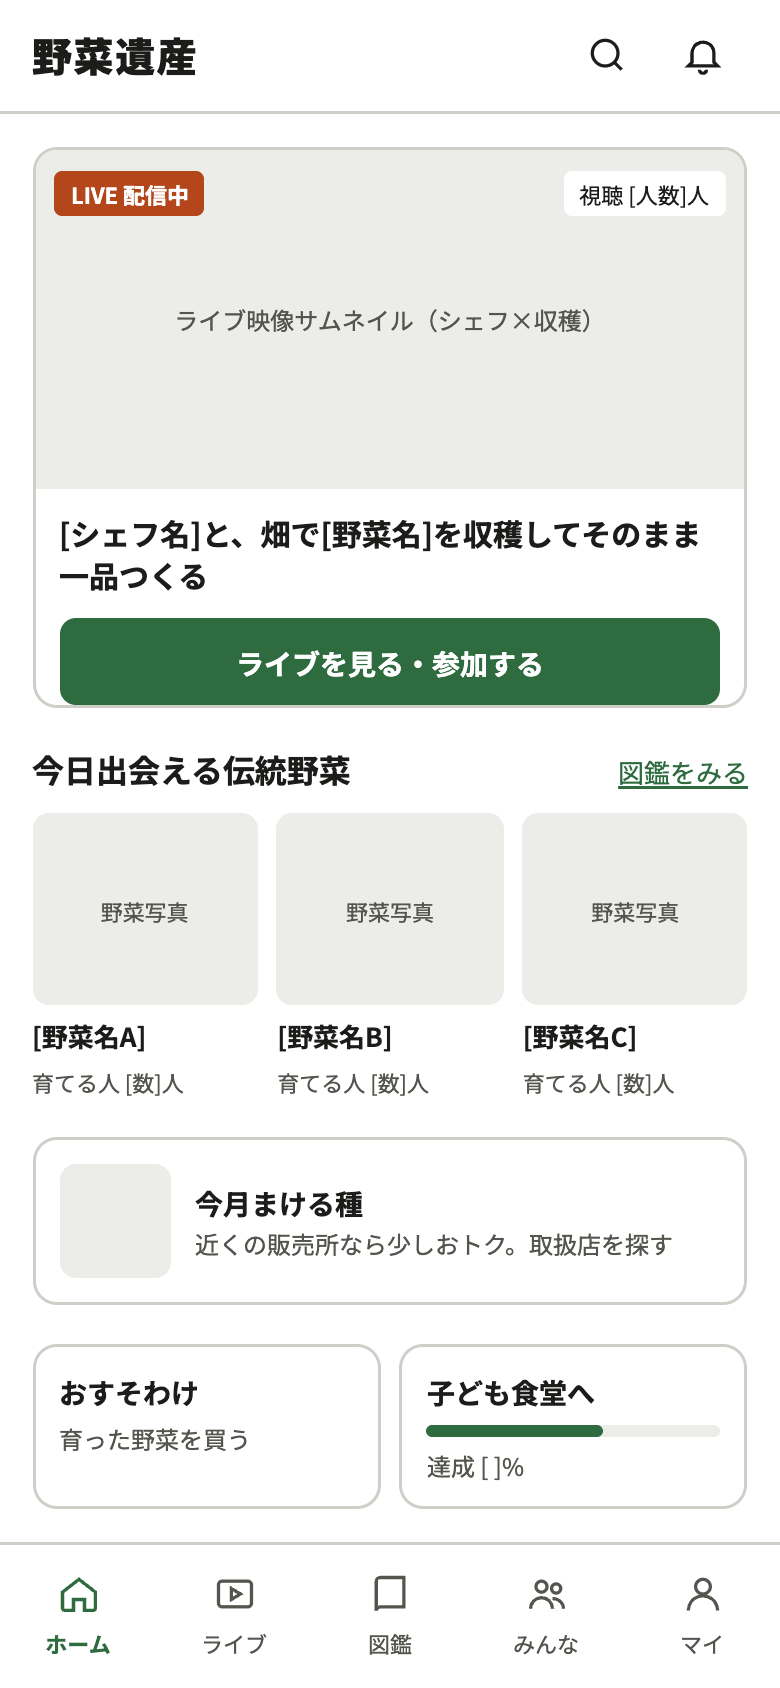 野菜遺産
LIVE 配信中
視聴 [人数]人
ライブ映像サムネイル（シェフ×収穫）
[シェフ名]と、畑で[野菜名]を収穫してそのまま
一品つくる
ライブを見る・参加する
今日出会える伝統野菜
図鑑をみる
野菜写真
野菜写真
野菜写真
[野菜名A]
[野菜名B]
[野菜名C]
育てる人 [数]人
育てる人 [数]人
育てる人 [数]人
今月まける種
近くの販売所なら少しおトク。取扱店を探す
おすそわけ
育った野菜を買う
子ども食堂へ
達成 [ ]%
ホーム
ライブ
図鑑
みんな
マイ